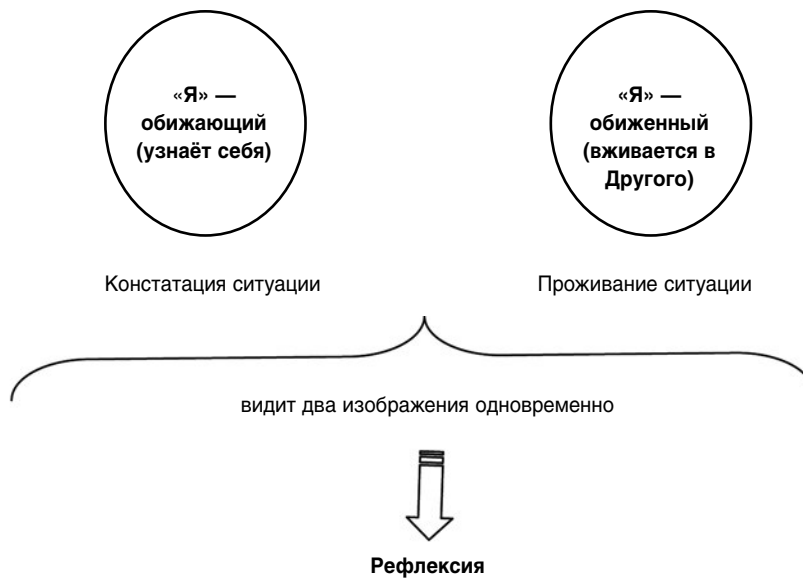 «Я» —
обижающий
(узнаёт себя)
«Я» —
обиженный
(вживается в
Другого)
Констатация ситуации
Проживание ситуации
видит два изображения одновременно
Рефлексия